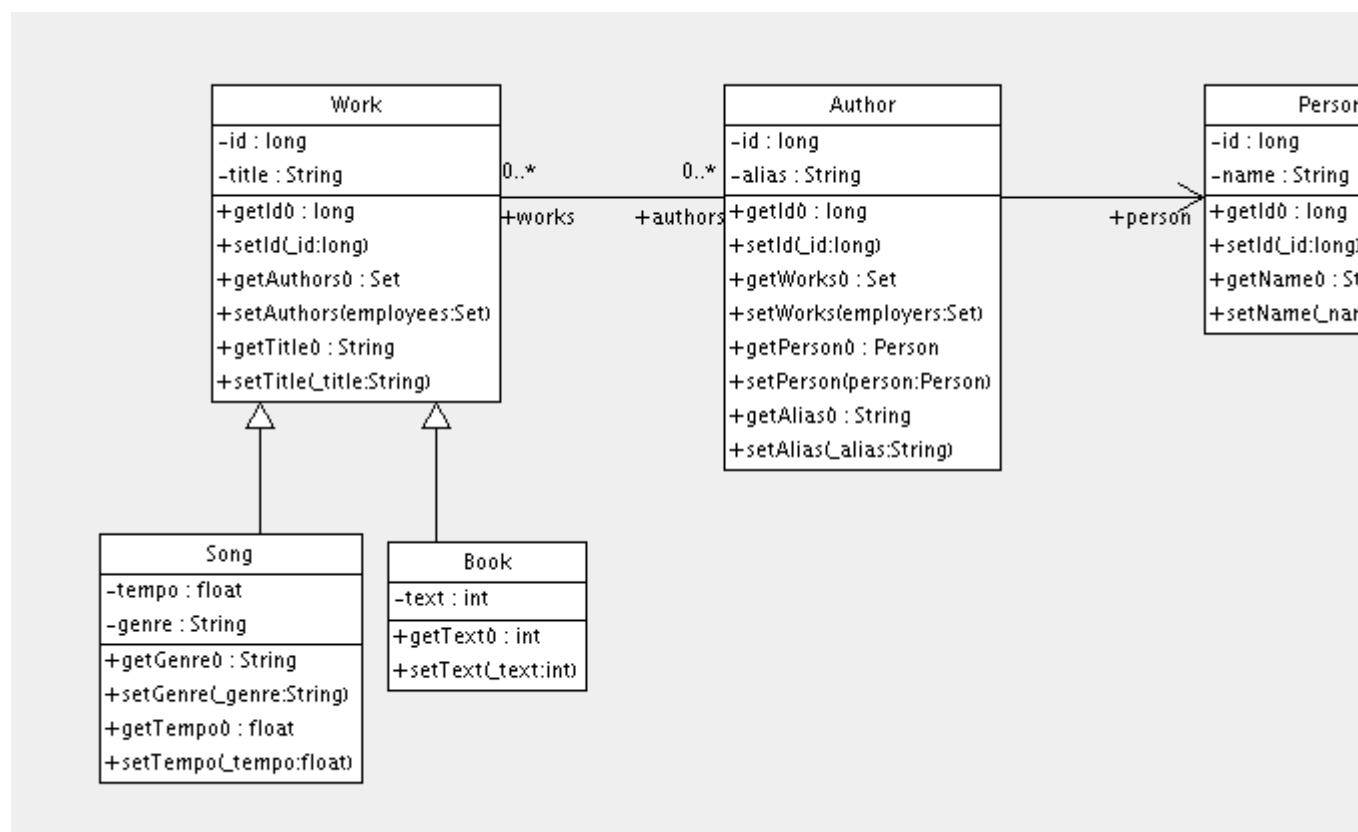 Work
-id : long
-title : String
+getId() : long
+setId(_id:long)
+getAuthors() : Set
+setAuthors(employees:Set)
+getTitle() : String
+setTitle(_title:String)
0..*
+works
0..*
+authors
Author
-id : long
-alias : String
+getId() : long
+setId(_id:long)
+getWorks() : Set
+setWorks(employers:Set)
+getPerson() : Person
+setPerson(person:Person)
+getAlias() : String
+setAlias(_alias:String)
+person
-id : long
-name : String
+getId() : long
+setId(_id:long)
+getName() :
Song
-tempo : float
-genre : String
+getGenre() : String
+setGenre(_genre:String)
+getTempo() : float
+setTempo(_tempo:float)
Book
-text : int
+getText() : int
+setText(_text:int)